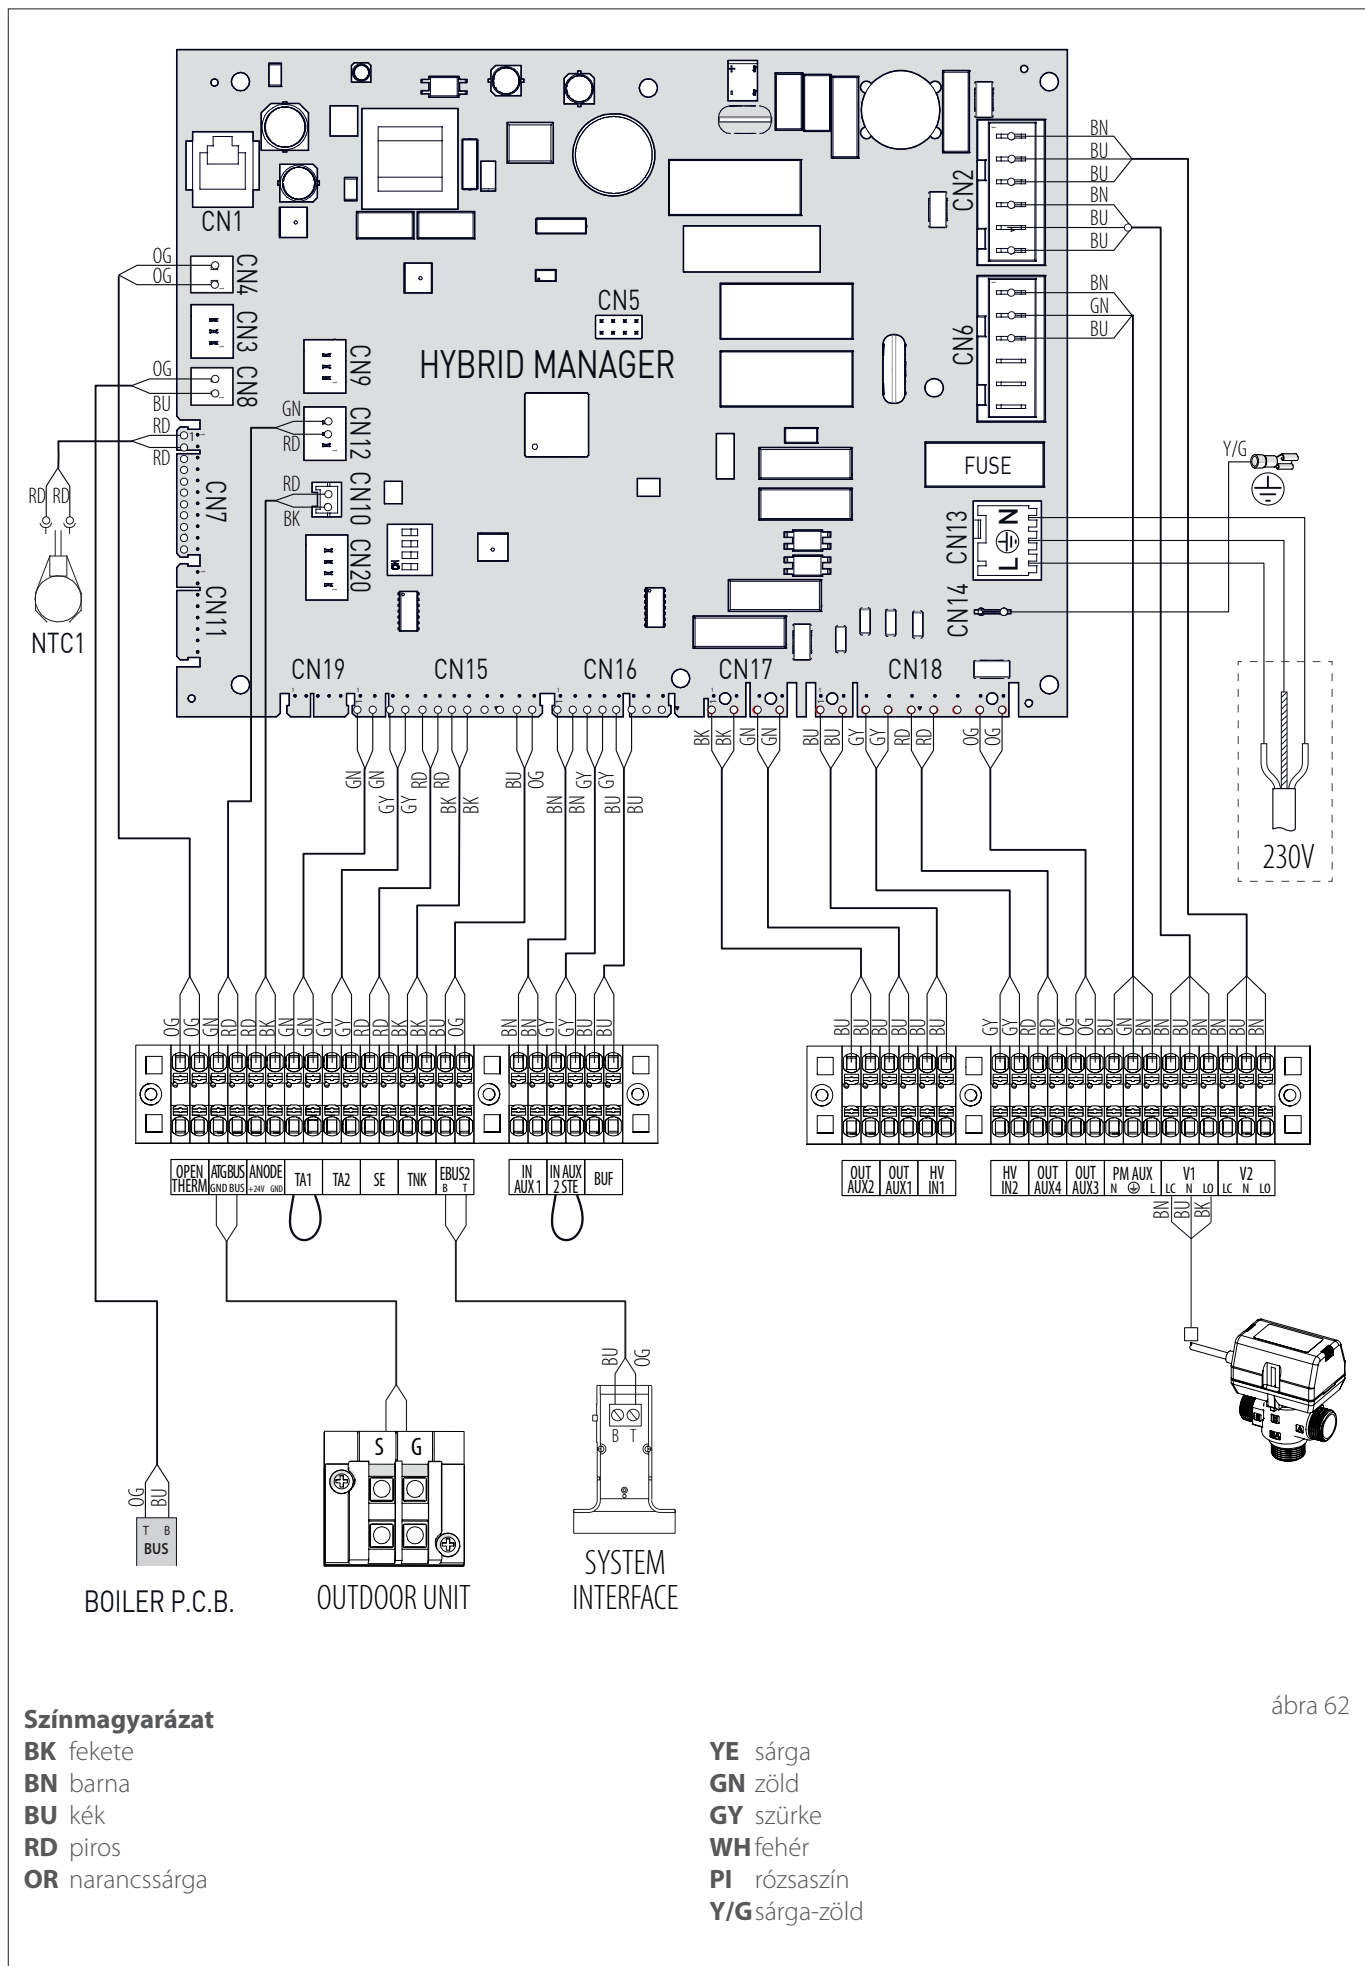 CN1
CN2
BN
BU
BU
BN
BU
BU
OG
OG
CN4
CN3
OG
BU
CN8
CN9
CN5
HYBRID MANAGER
CN6
BN
GN
BU
GN
RD
CN12
RD
RD
CN7
RD
BK
CN10
CN20
FUSE
Y/G
RD
RD
NTC1
CN11
CN13
L
N
CN14
CN19
CN15
CN16
CN17
CN18
GN
GN
GY
GY
RD
RD
BK
BK
BU
OG
BN
BN
GY
GY
BU
BU
BK
BK
GN
GN
BU
BU
GY
GY
RD
RD
OG
OG
230V
OG
OG
GN
RD
RD
BK
GN
GN
GY
GY
RD
RD
BK
BK
BU
OG
BN
BN
GY
GY
BU
BU
BU
BU
BU
BU
BU
BU
GY
GY
RD
RD
OG
OG
BU
GN
BN
BN
BU
BN
BN
BU
BN
OPEN THERM
ATGBUS
GND BUS
ANODE
+24V GND
TA1
TA2
SE
TNK
EBUS2
B T
IN AUX 1
IN AUX 2 STE
BUF
OUT AUX2
OUT AUX1
HV IN1
HV IN2
OUT AUX4
OUT AUX3
PM AUX
N L
V1
LC N LO
V2
LC N LO
BN
BU
BK
BU
OG
B T
S G
OG
BU
T B
BUS
BOILER P.C.B.
OUTDOOR UNIT
SYSTEM
INTERFACE
ábra 62
Színmagyarázat
BK fekete
BN barna
BU kék
RD piros
OR narancssárga
YE sárga
GN zöld
GY szürke
WH fehér
PI rózsaszín
Y/G sárga-zöld